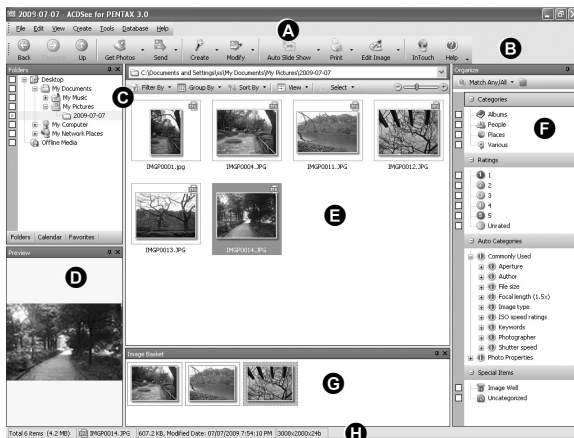 2009-07-07 - ACDSee for PENTAX 3.0
File Edit View Create Tools Database Help
A
Back Forward Up Get Photos Send Create Modify Auto Slide Show Print Edit Image InTouch Help
B
Folders
Desktop
My Documents
My Music
My Pictures
2009-07-07
My Computer
My Network Places
Offline Media
Folders Calendar Favorites
C
C:\Documents and Settings\xs\My Documents\My Pictures\2009-07-07
Filter By Group By Sort By View Select
IMGP0001.jpg IMGP0004.JPG IMGP0011.JPG IMGP0012.JPG
IMGP0013.JPG IMGP0014.JPG
E
Preview
D
Image Basket
G
Organize
Match Any/All
Categories
Albums
People
Places
Various
F
Ratings
1
2
3
4
5
Unrated
Auto Categories
Commonly Used
Aperture
Author
File size
Focal length (1.5x)
Image type
ISO speed ratings
Keywords
Photographer
Shutter speed
Photo Properties
Special Items
Image Well
Uncategorized
Total 6 items (4.2 MB) IMGP0014.JPG 607.2 KB, Modified Date: 07/07/2009 7:54:10 PM 3008x2000x24b
H